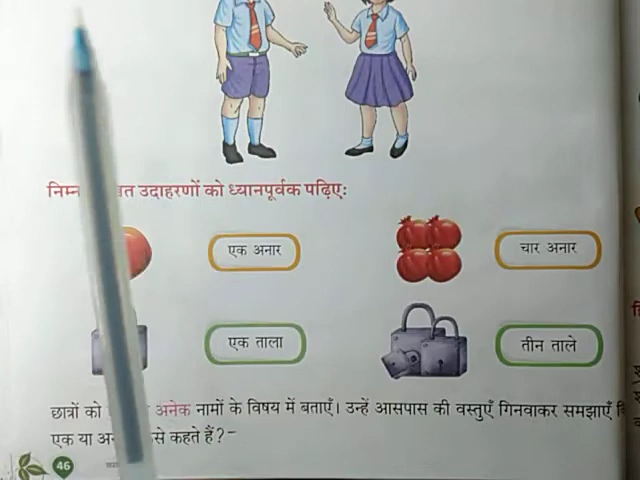 उदाहरणों को ध्यानपूर्वक पढ़िए:
एक अनार चार अनार
एक ताला तीन ताले
छात्रों को अनेक नामों के विषय में बताएँ। उन्हें आसपास की वस्तुएँ गिनवाकर समझाएँ
एक या से कहते हैं?–
46